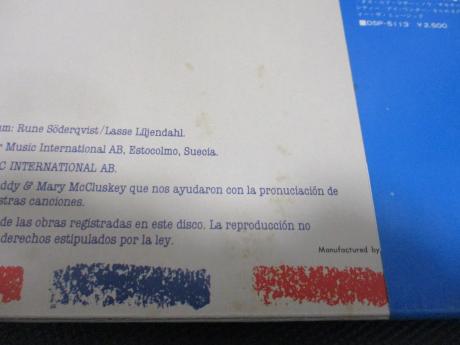 ■DSP-5113 ¥2,500
um: Rune Söderqvist/Lasse Liljendahl.
r Music International AB, Estocolmo, Suecia.
C INTERNATIONAL AB.
ddy & Mary McCluskey que nos ayudaron con la pronuciación de
stras canciones.
de las obras registradas en este disco. La reproducción no
derechos estipulados por la ley.
Manufactured by